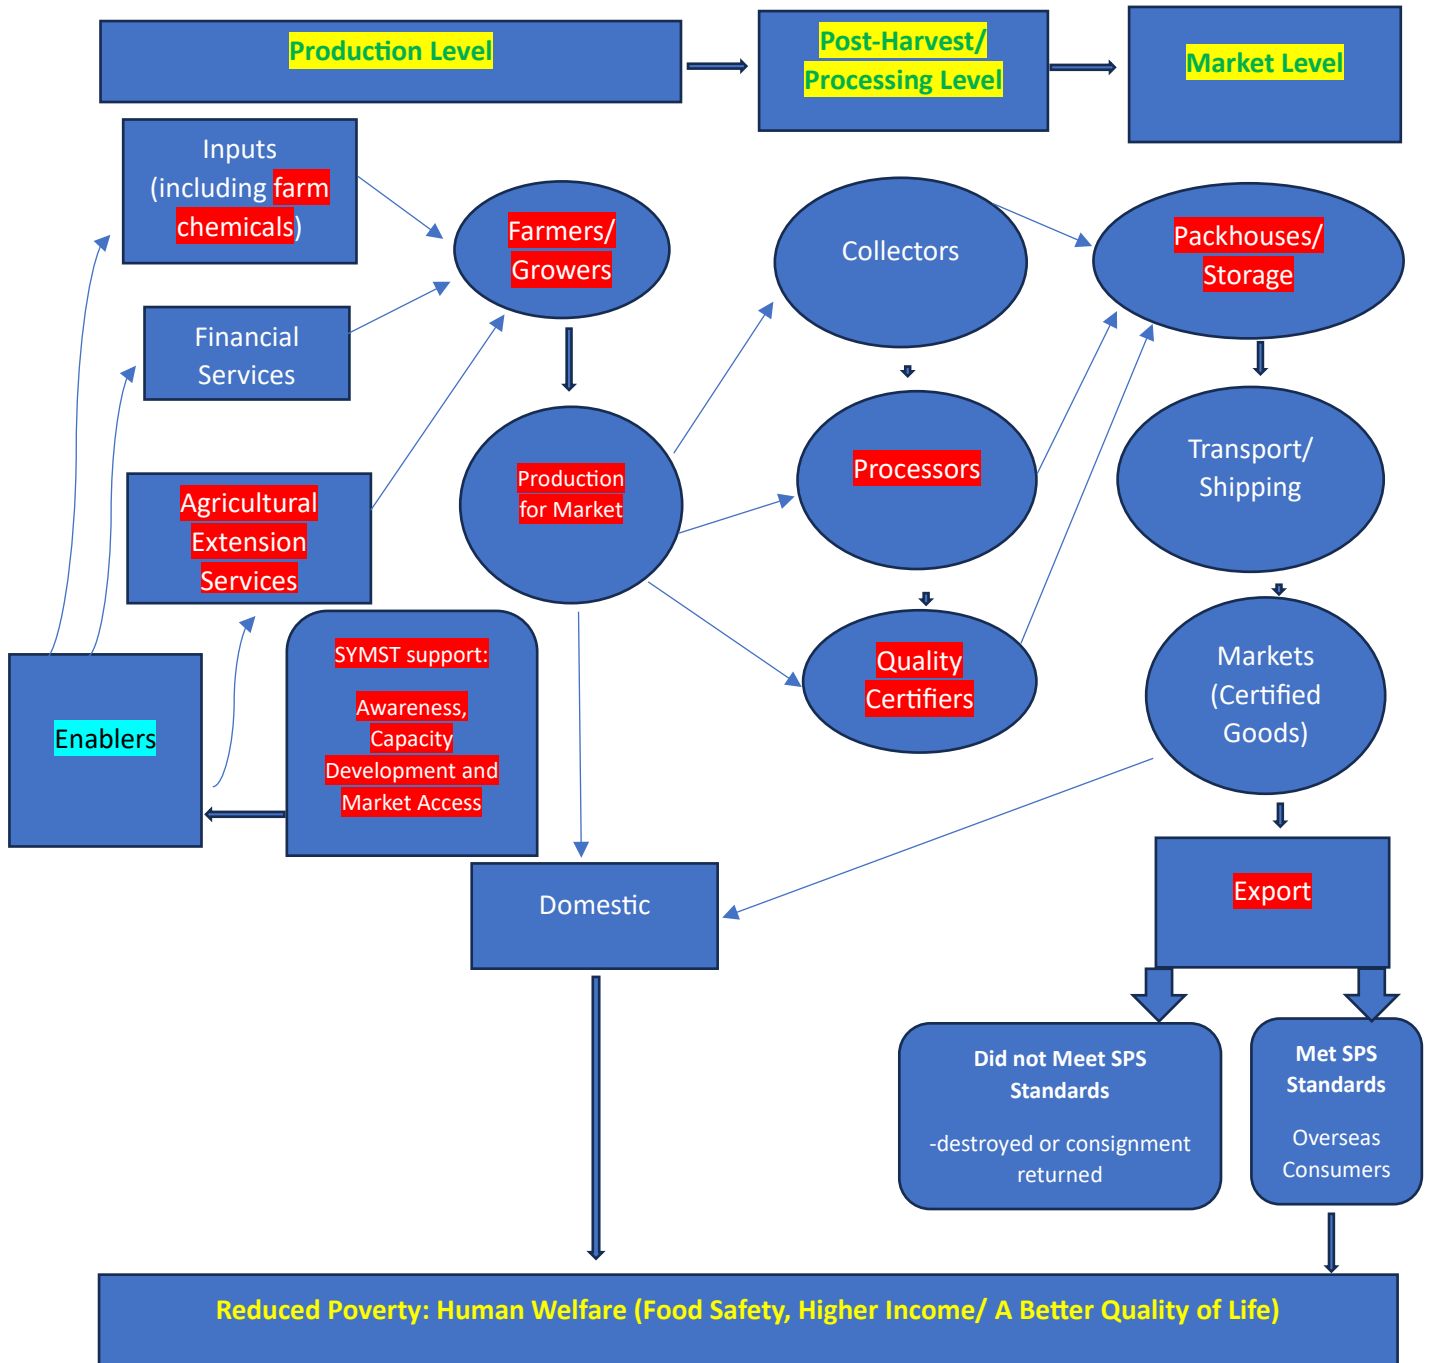 Production Level
Post-Harvest/
Processing Level
Market Level
Inputs
(including farm
chemicals)
Farmers/
Growers
Collectors
Packhouses/
Storage
Financial
Services
Agricultural
Extension
Services
Production
for Market
Processors
Transport/
Shipping
SYMST support:
Awareness,
Capacity
Development and
Market Access
Enablers
Quality
Certifiers
Markets
(Certified
Goods)
Domestic
Export
Did not Meet SPS
Standards
-destroyed or consignment
returned
Met SPS
Standards
Overseas
Consumers
Reduced Poverty: Human Welfare (Food Safety, Higher Income/ A Better Quality of Life)